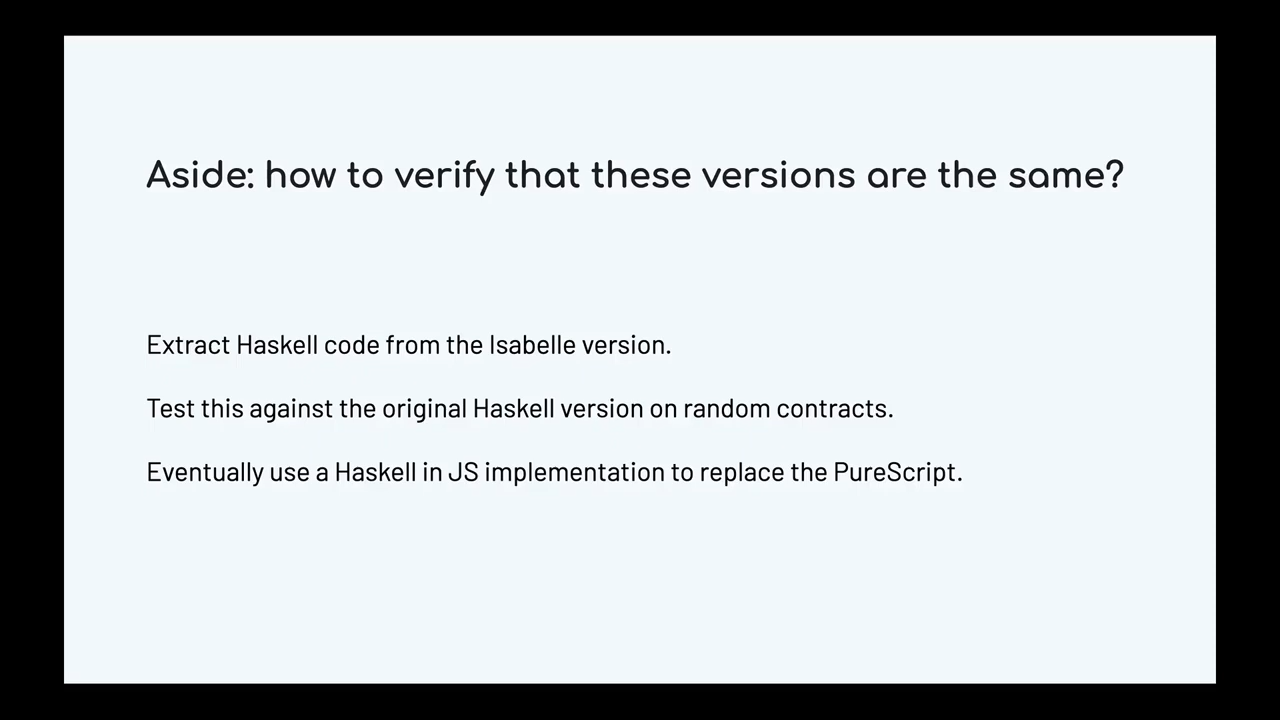 Aside: how to verify that these versions are the same?
Extract Haskell code from the Isabelle version.
Test this against the original Haskell version on random contracts.
Eventually use a Haskell in JS implementation to replace the PureScript.